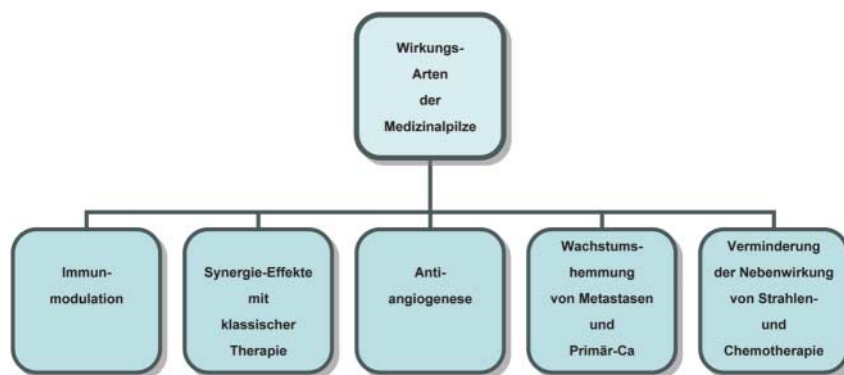 Wirkungs-
Arten
der
Medizinalpilze
Immun-
modulation
Synergie-Effekte
mit
klassischer
Therapie
Anti-
angiogenese
Wachstums-
hemmung
von Metastasen
und
Primär-Ca
Verminderung
der Nebenwirkung
von Strahlen-
und
Chemotherapie